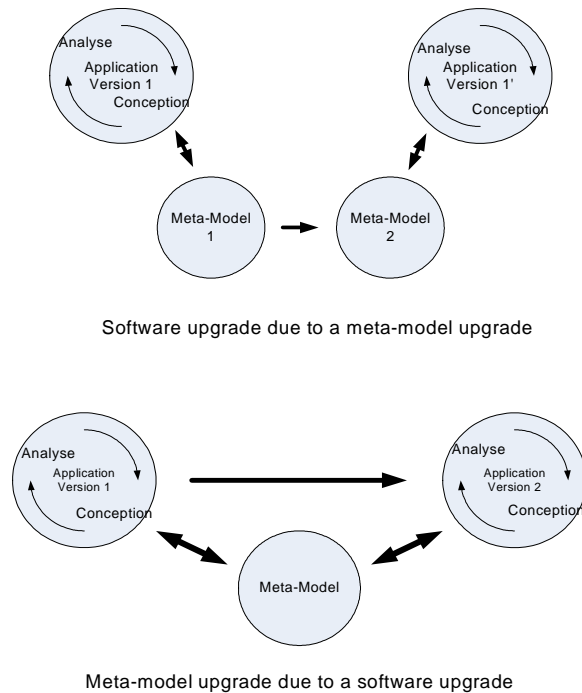 Analyse
Application
Version 1
Conception
Analyse
Application
Version 1'
Conception
Meta-Model
1
Meta-Model
2
Software upgrade due to a meta-model upgrade
Analyse
Application
Version 1
Conception
Analyse
Application
Version 2
Conception
Meta-Model
Meta-model upgrade due to a software upgrade